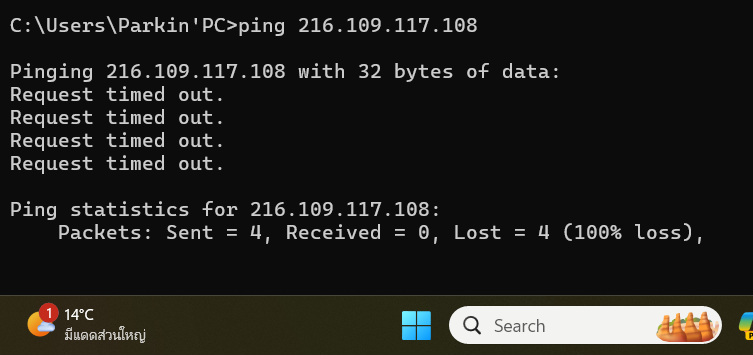 C:\Users\Parkin'PC>ping 216.109.117.108
Pinging 216.109.117.108 with 32 bytes of data:
Request timed out.
Request timed out.
Request timed out.
Request timed out.
Ping statistics for 216.109.117.108:
    Packets: Sent = 4, Received = 0, Lost = 4 (100% loss),
1
14°C
มีแดดส่วนใหญ่
Search